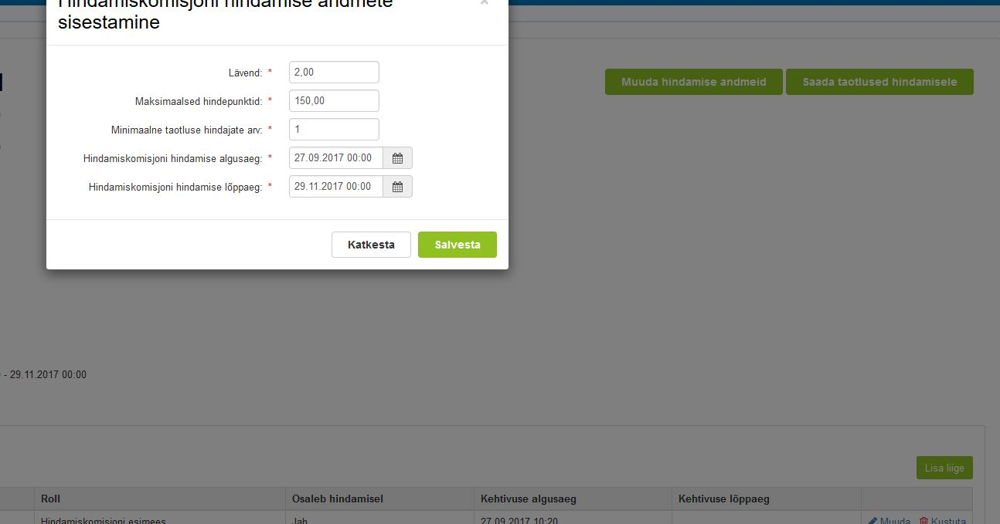 Hindamiskomisjoni hindamise andmete
sisestamine
×
Lävend: *
2,00
Muuda hindamise andmeid
Saada taotlused hindamisele
Maksimaalsed hindepunktid: *
150,00
Minimaalne taotluse hindajate arv: *
1
Hindamiskomisjoni hindamise algusaeg: *
27.09.2017 00:00
Hindamiskomisjoni hindamise lõppaeg: *
29.11.2017 00:00
Katkesta
Salvesta
- 29.11.2017 00:00
Lisa liige
Roll
Osaleb hindamisel
Kehtivuse algusaeg
Kehtivuse lõppaeg
Hindamiskomisjoni esimees
Jah
27.09.2017 10:20
Muuda
Kustuta